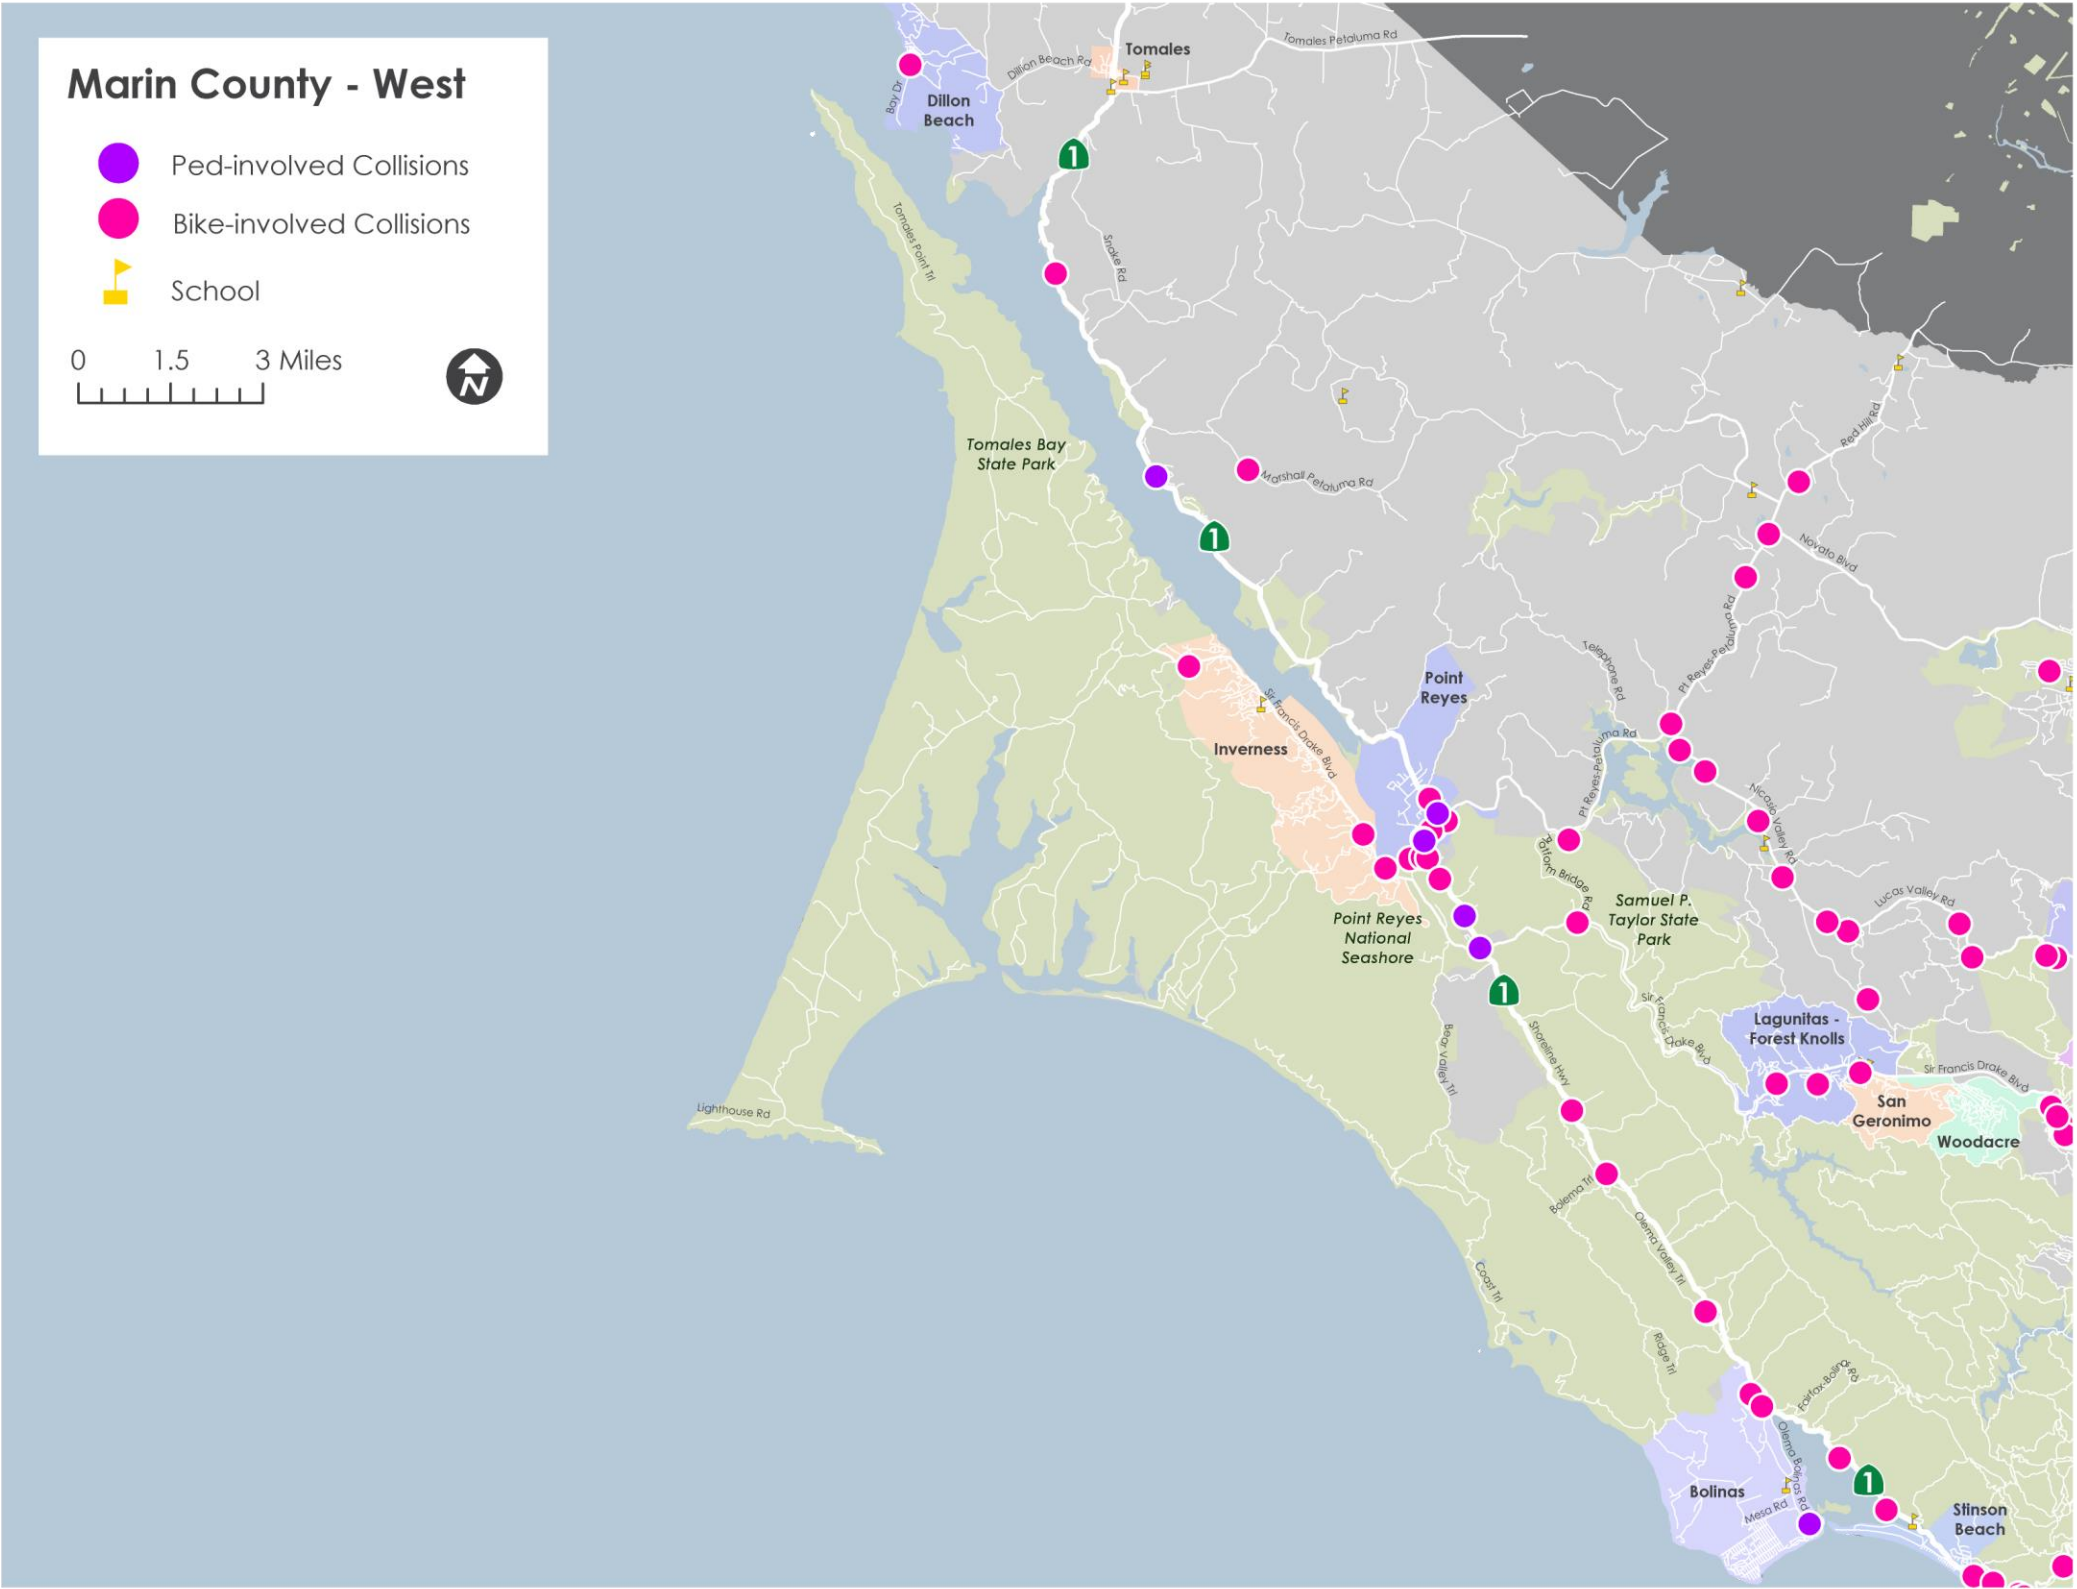 Marin County - West
Ped-involved Collisions
Bike-involved Collisions
School
0 1.5 3 Miles
N
Tomales
Tomales Petaluma Rd
Dillion Beach Rd
Bay Dr
Dillon
Beach
1
Tomales Point Trl
Snake Rd
Red Hill Rd
Tomales Bay
State Park
Marshall Petaluma Rd
1
Novato Blvd
Pt Reyes-Petaluma Rd
Telephone Rd
Point
Reyes
Sir Francis Drake Blvd
Inverness
Pt Reyes-Petaluma Rd
Nicasio Valley Rd
Platform Bridge Rd
Lucas Valley Rd
Samuel P.
Taylor State
Park
Point Reyes
National
Seashore
1
Sir Francis Drake Blvd
Lagunitas -
Forest Knolls
Shoreline Hwy
Bear Valley Trl
Sir Francis Drake Blvd
San
Geronimo
Woodacre
Lighthouse Rd
Bolema Trl
Olema Valley Trl
Coast Trl
Ridge Trl
Fairfax-Bolinas Rd
Olema Bolinas Rd
1
Bolinas
Mesa Rd
Stinson
Beach